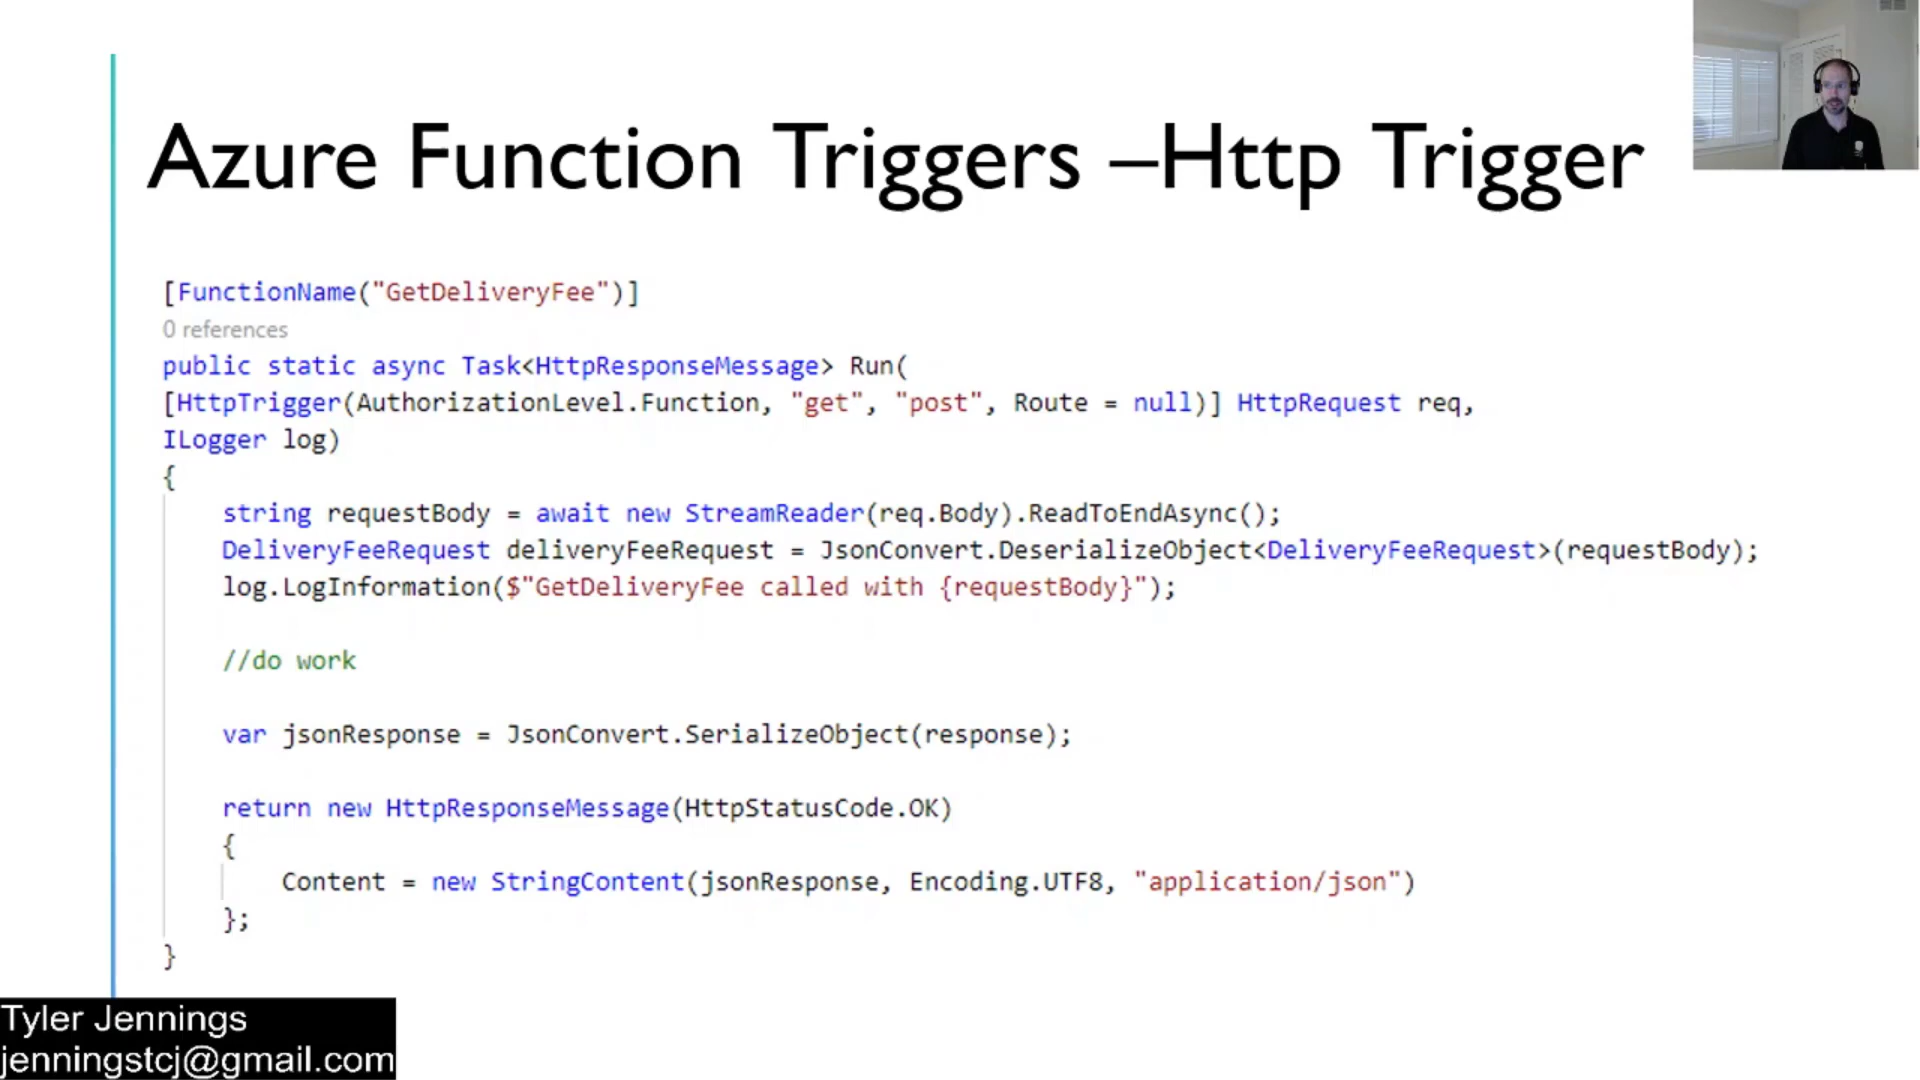 Azure Function Triggers –Http Trigger
[FunctionName("GetDeliveryFee")]
0 references
public static async Task<HttpResponseMessage> Run(
[HttpTrigger(AuthorizationLevel.Function, "get", "post", Route = null)] HttpRequest req,
ILogger log)
{
string requestBody = await new StreamReader(req.Body).ReadToEndAsync();
DeliveryFeeRequest deliveryFeeRequest = JsonConvert.DeserializeObject<DeliveryFeeRequest>(requestBody);
log.LogInformation($"GetDeliveryFee called with {requestBody}");
//do work
var jsonResponse = JsonConvert.SerializeObject(response);
return new HttpResponseMessage(HttpStatusCode.OK)
{
Content = new StringContent(jsonResponse, Encoding.UTF8, "application/json")
};
}
Tyler Jennings
jenningstcj@gmail.com